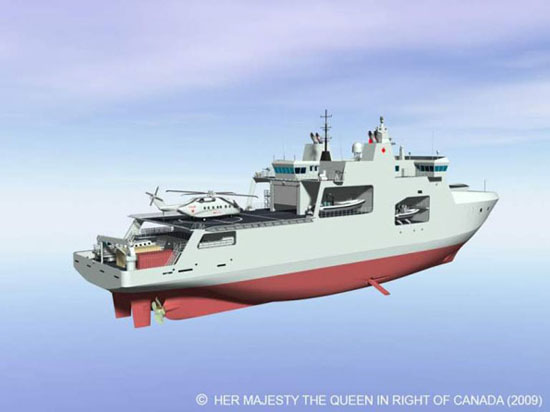 © HER MAJESTY THE QUEEN IN RIGHT OF CANADA (2009)